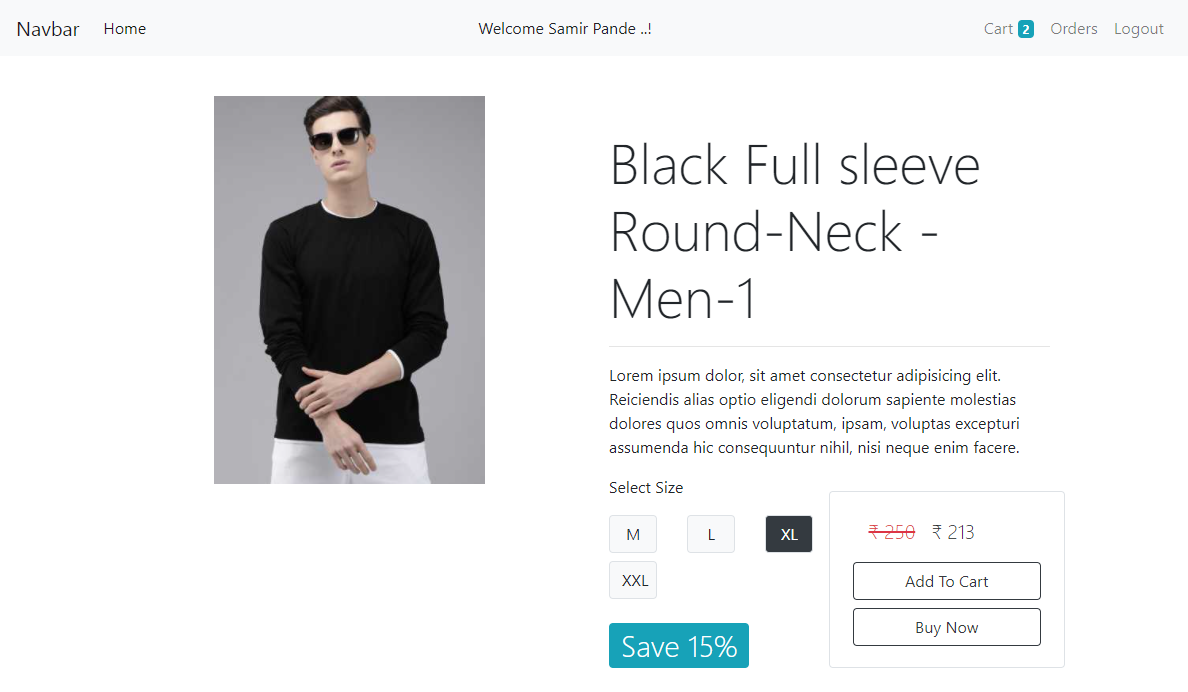 Navbar Home Welcome Samir Pande ..! Cart 2 Orders Logout
Black Full sleeve
Round-Neck -
Men-1
Lorem ipsum dolor, sit amet consectetur adipisicing elit.
Reiciendis alias optio eligendi dolorum sapiente molestias
dolores quos omnis voluptatum, ipsam, voluptas excepturi
assumenda hic consequuntur nihil, nisi neque enim facere.
Select Size
M L XL
XXL
Save 15%
₹ 250 ₹ 213
Add To Cart
Buy Now